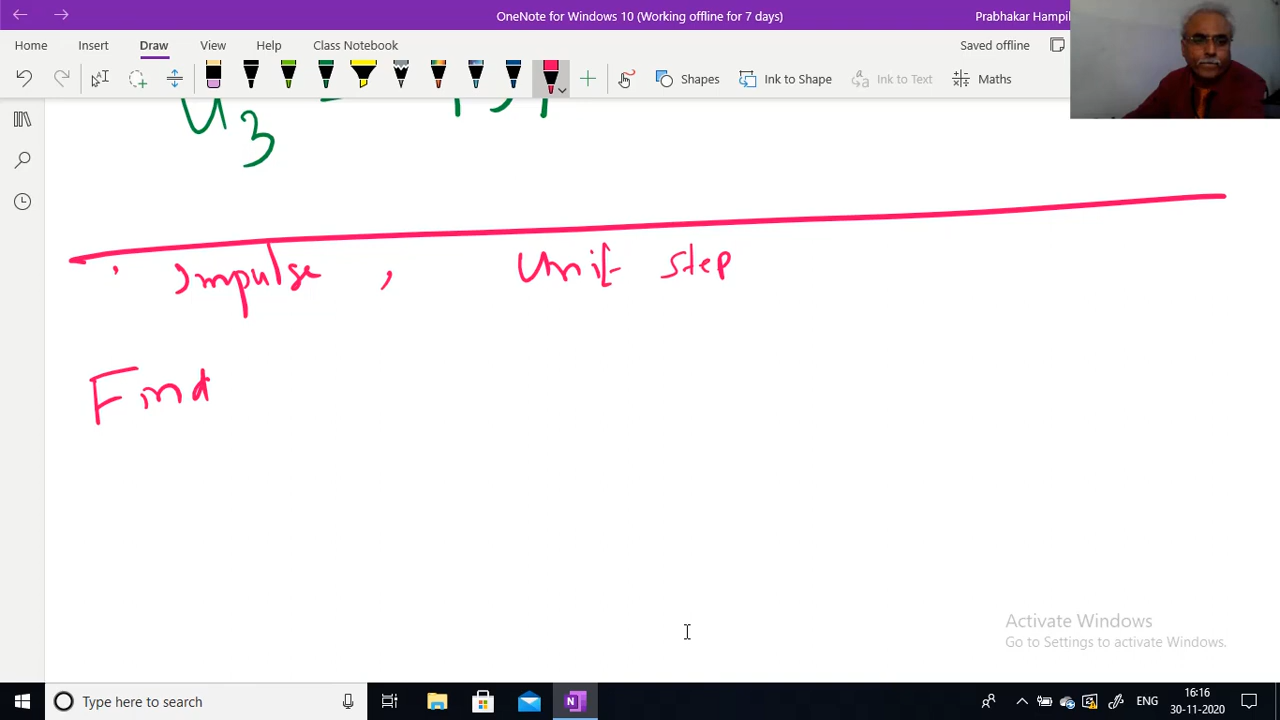 OneNote for Windows 10 (Working offline for 7 days)
Prabhakar Hampil
Home Insert Draw View Help Class Notebook
Saved offline
Shapes Ink to Shape Ink to Text Maths
u3
Impulse , Unit step
Find
Activate Windows
Go to Settings to activate Windows.
Type here to search
ENG
16:16
30-11-2020